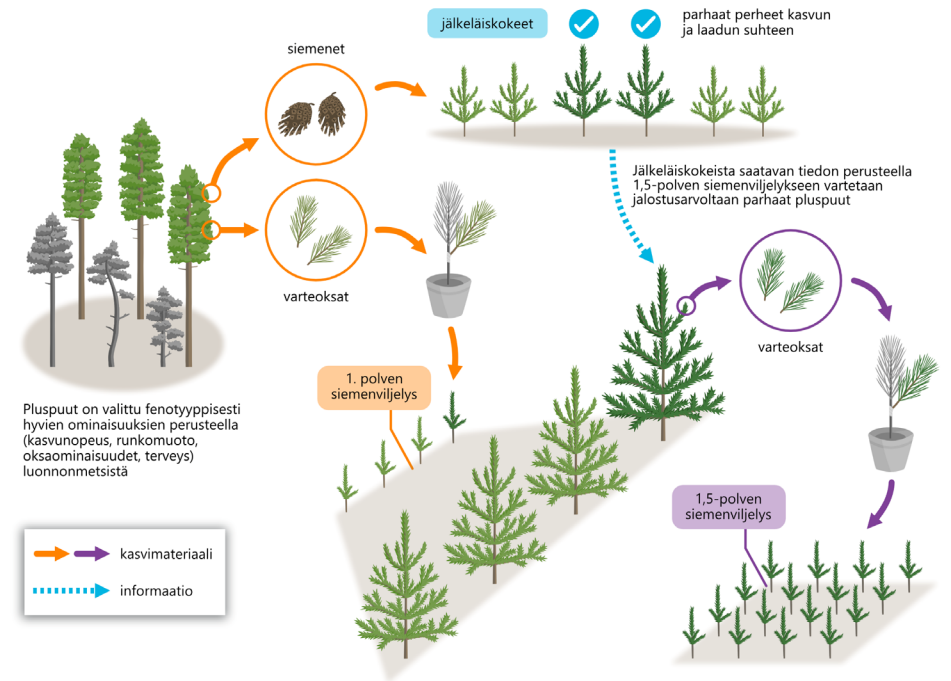 jälkeläiskokeet
parhaat perheet kasvun
ja laadun suhteen
siemenet
Jälkeläiskokeista saatavan tiedon perusteella
1,5-polven siemenviljelykseen vartetaan
jalostusarvoltaan parhaat pluspuut
varteoksat
varteoksat
1. polven
siemenviljelys
Pluspuut on valittu fenotyyppisesti
hyvien ominaisuuksien perusteella
(kasvunopeus, runkomuoto,
oksaominaisuudet, terveys)
luonnonmetsistä
1,5-polven
siemenviljelys
kasvimateriaali
informaatio